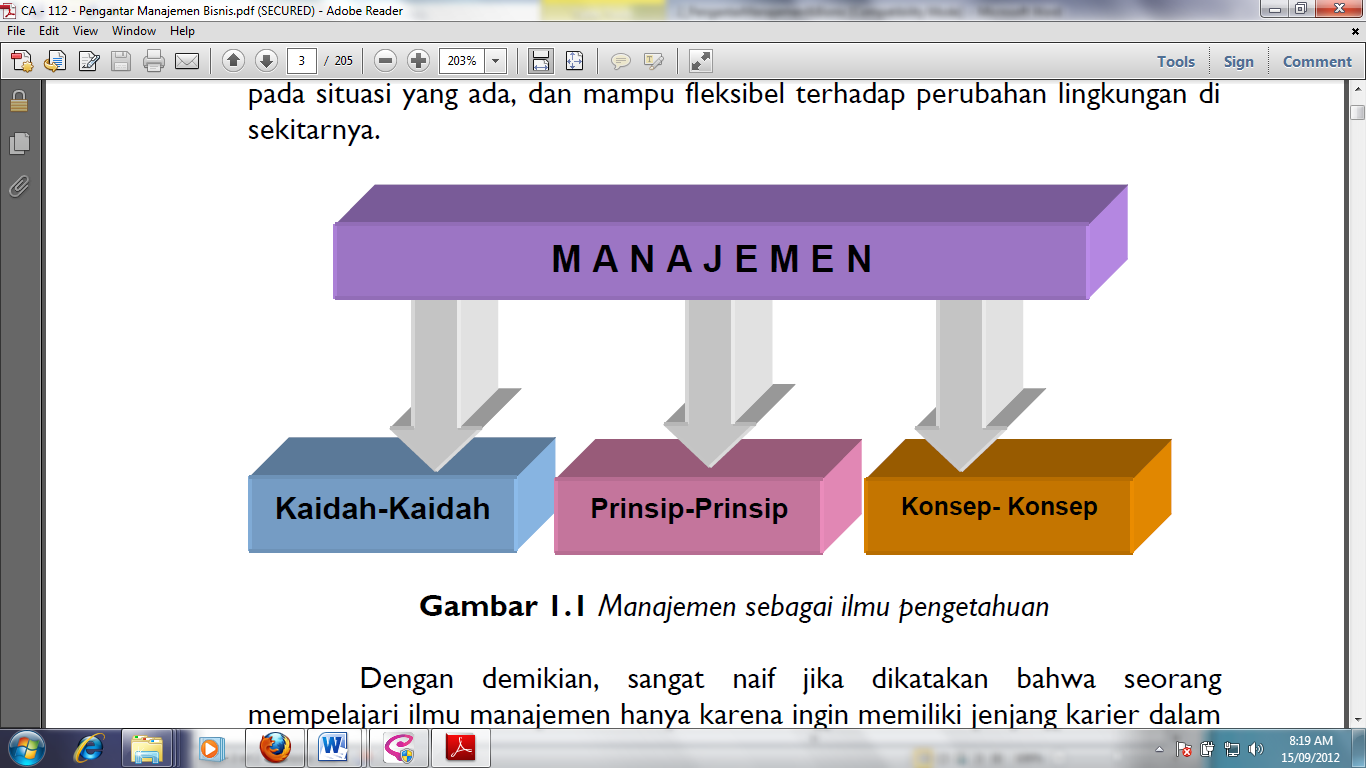 CA - 112 - Pengantar Manajemen Bisnis.pdf (SECURED) - Adobe Reader
File Edit View Window Help
3 / 205 203% Tools Sign Comment
pada situasi yang ada, dan mampu fleksibel terhadap perubahan lingkungan di
sekitarnya.
M A N A J E M E N
Kaidah-Kaidah
Prinsip-Prinsip
Konsep- Konsep
Gambar 1.1 Manajemen sebagai ilmu pengetahuan
Dengan demikian, sangat naif jika dikatakan bahwa seorang
mempelajari ilmu manajemen hanya karena ingin memiliki jenjang karier dalam
8:19 AM
15/09/2012